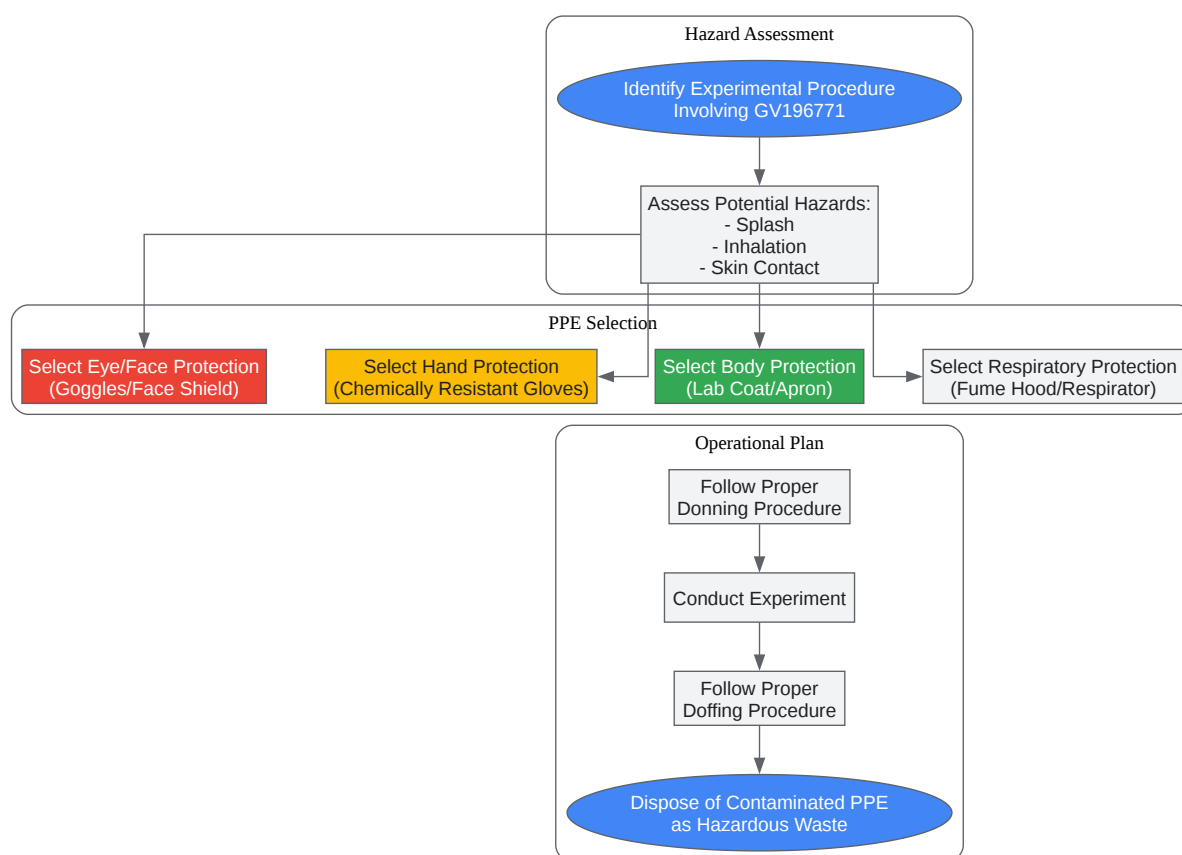 Hazard Assessment
Identify Experimental Procedure
Involving GV196771
Assess Potential Hazards:
- Splash
- Inhalation
- Skin Contact
PPE Selection
Select Eye/Face Protection
(Goggles/Face Shield)
Select Hand Protection
(Chemically Resistant Gloves)
Select Body Protection
(Lab Coat/Apron)
Select Respiratory Protection
(Fume Hood/Respirator)
Operational Plan
Follow Proper
Donning Procedure
Conduct Experiment
Follow Proper
Doffing Procedure
Dispose of Contaminated PPE
as Hazardous Waste